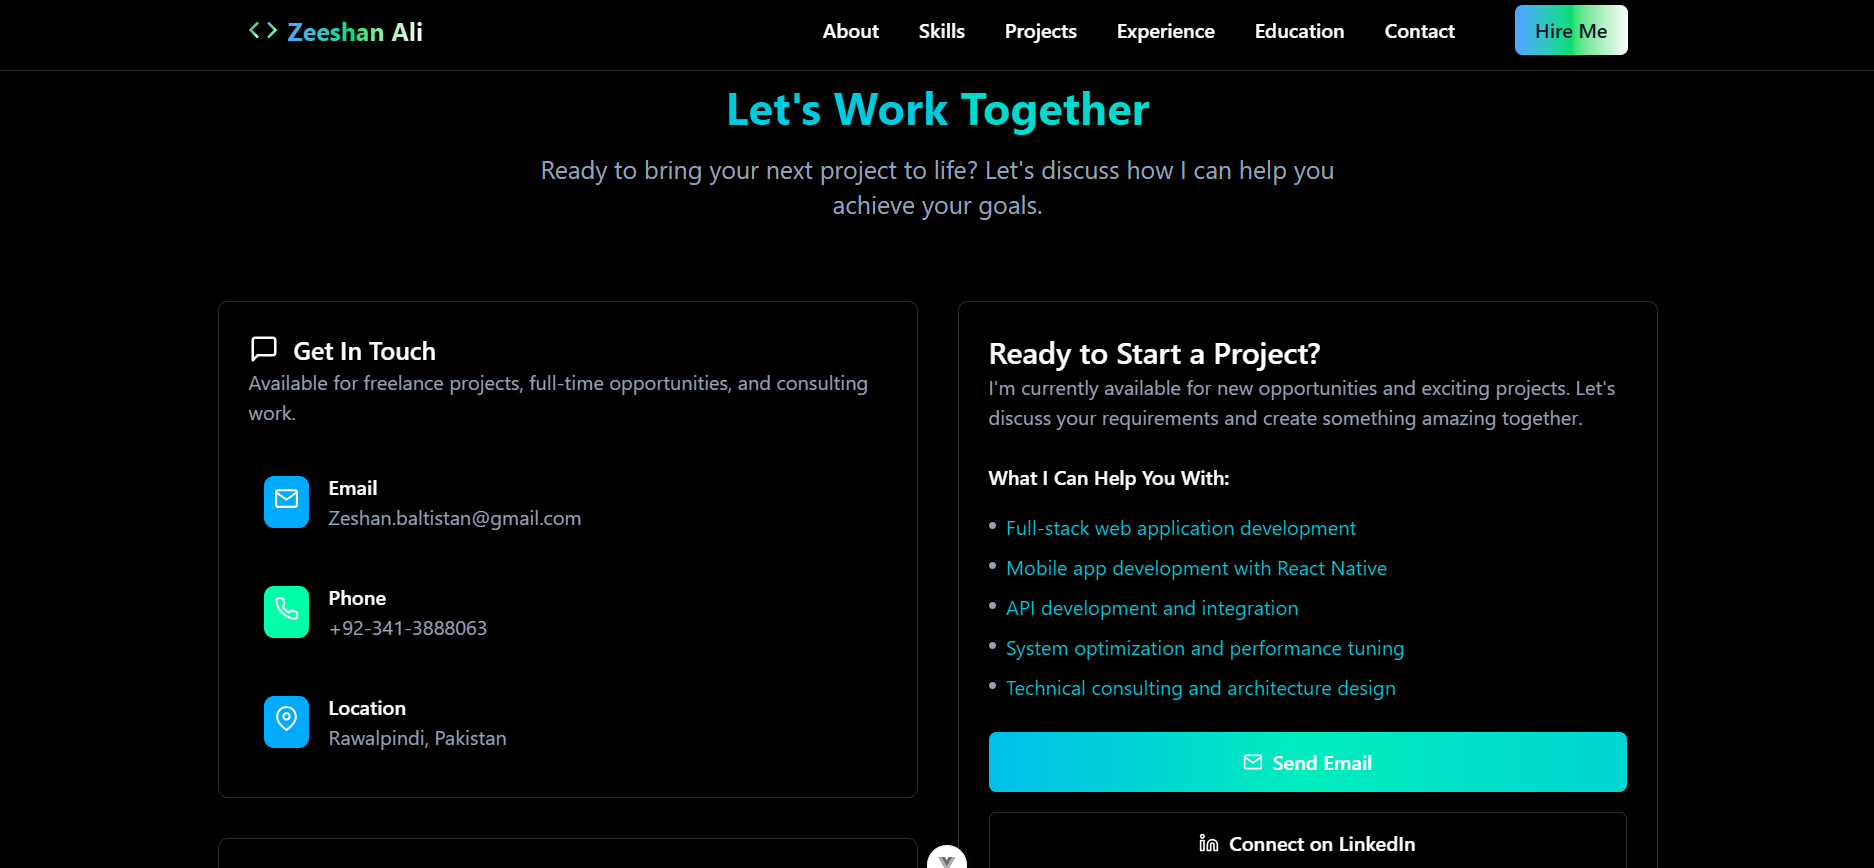 <> Zeeshan Ali
About
Skills
Projects
Experience
Education
Contact
Hire Me
Let's Work Together
Ready to bring your next project to life? Let's discuss how I can help you
achieve your goals.
Get In Touch
Available for freelance projects, full-time opportunities, and consulting
work.
Email
Zeshan.baltistan@gmail.com
Phone
+92-341-3888063
Location
Rawalpindi, Pakistan
Ready to Start a Project?
I'm currently available for new opportunities and exciting projects. Let's
discuss your requirements and create something amazing together.
What I Can Help You With:
• Full-stack web application development
• Mobile app development with React Native
• API development and integration
• System optimization and performance tuning
• Technical consulting and architecture design
Send Email
Connect on LinkedIn